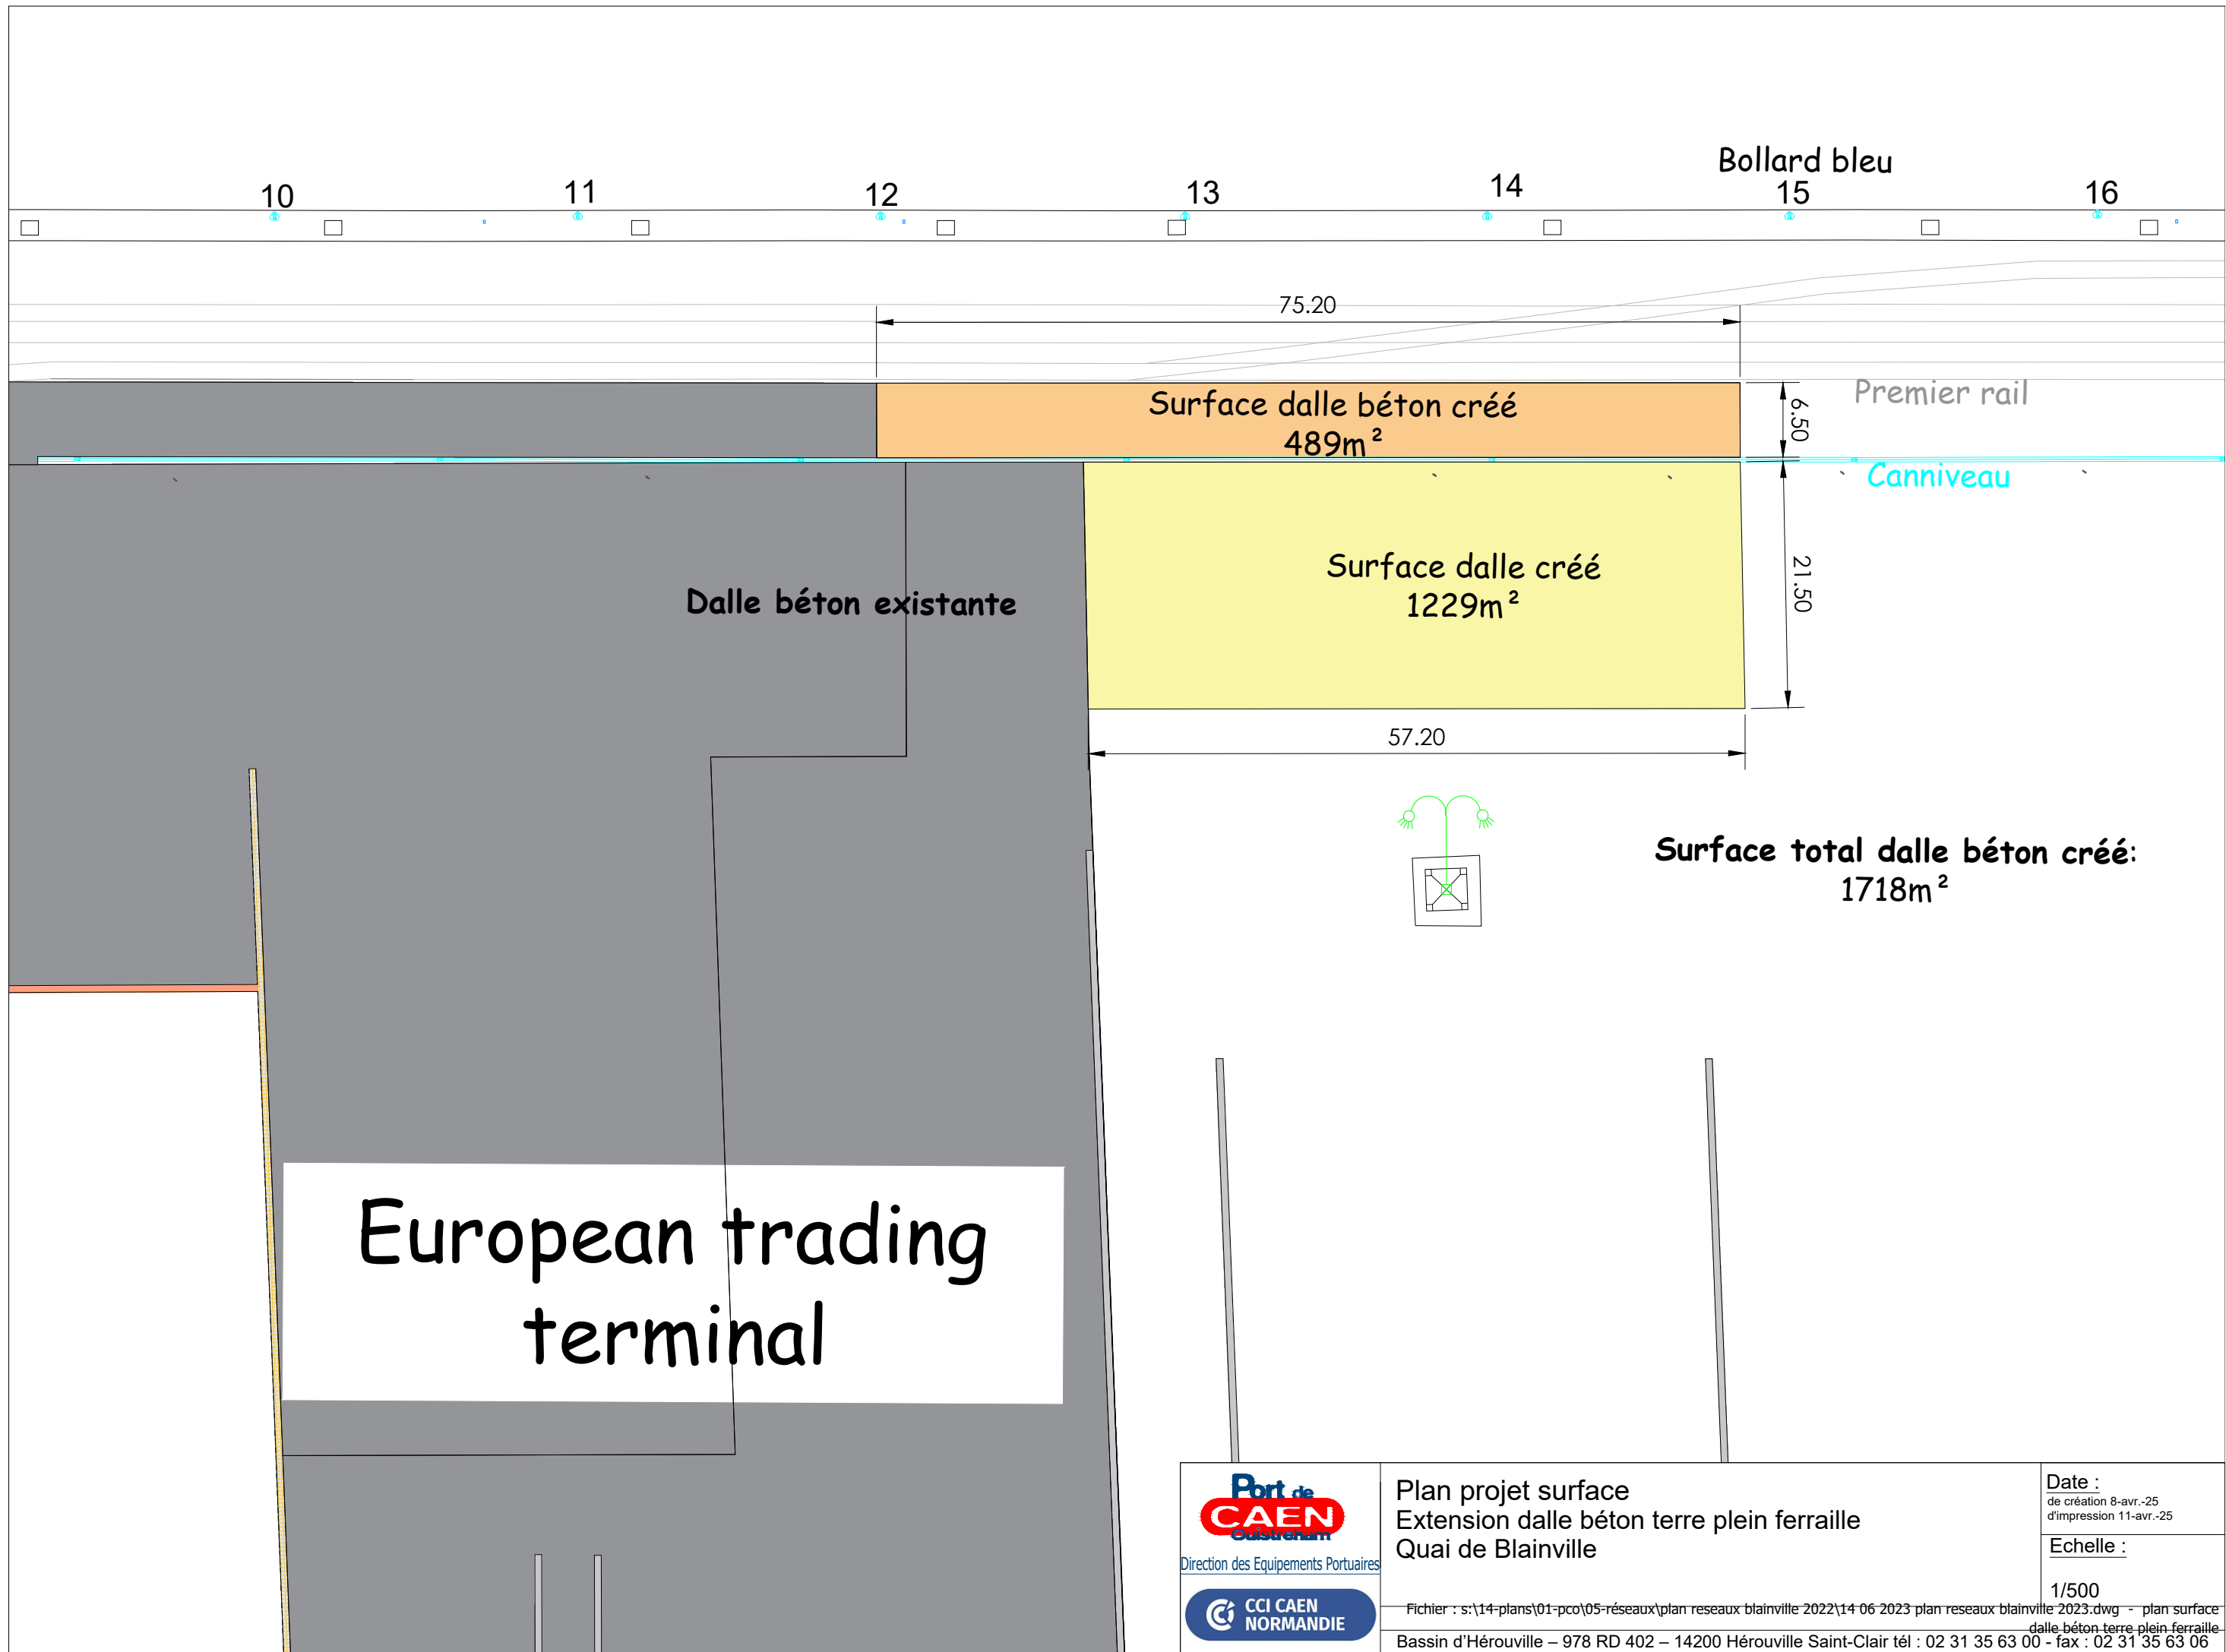 Bollard bleu
10 11 12 13 14 15 16
75.20
Surface dalle béton créé
489m²
6.50
Premier rail
Canniveau
Surface dalle créé
1229m²
21.50
Dalle béton existante
57.20
Surface total dalle béton créé:
1718m²
European trading
terminal
Port de
CAEN
Ouistreham
Direction des Equipements Portuaires
CCI CAEN
NORMANDIE
Plan projet surface
Extension dalle béton terre plein ferraille
Quai de Blainville
Date :
de création 8-avr.-25
d'impression 11-avr.-25
Echelle :
1/500
Fichier : s:\14-plans\01-pco\05-réseaux\plan reseaux blainville 2022\14 06 2023 plan reseaux blainville 2023.dwg - plan surface
dalle béton terre plein ferraille
Bassin d'Hérouville – 978 RD 402 – 14200 Hérouville Saint-Clair tél : 02 31 35 63 00 - fax : 02 31 35 63 06